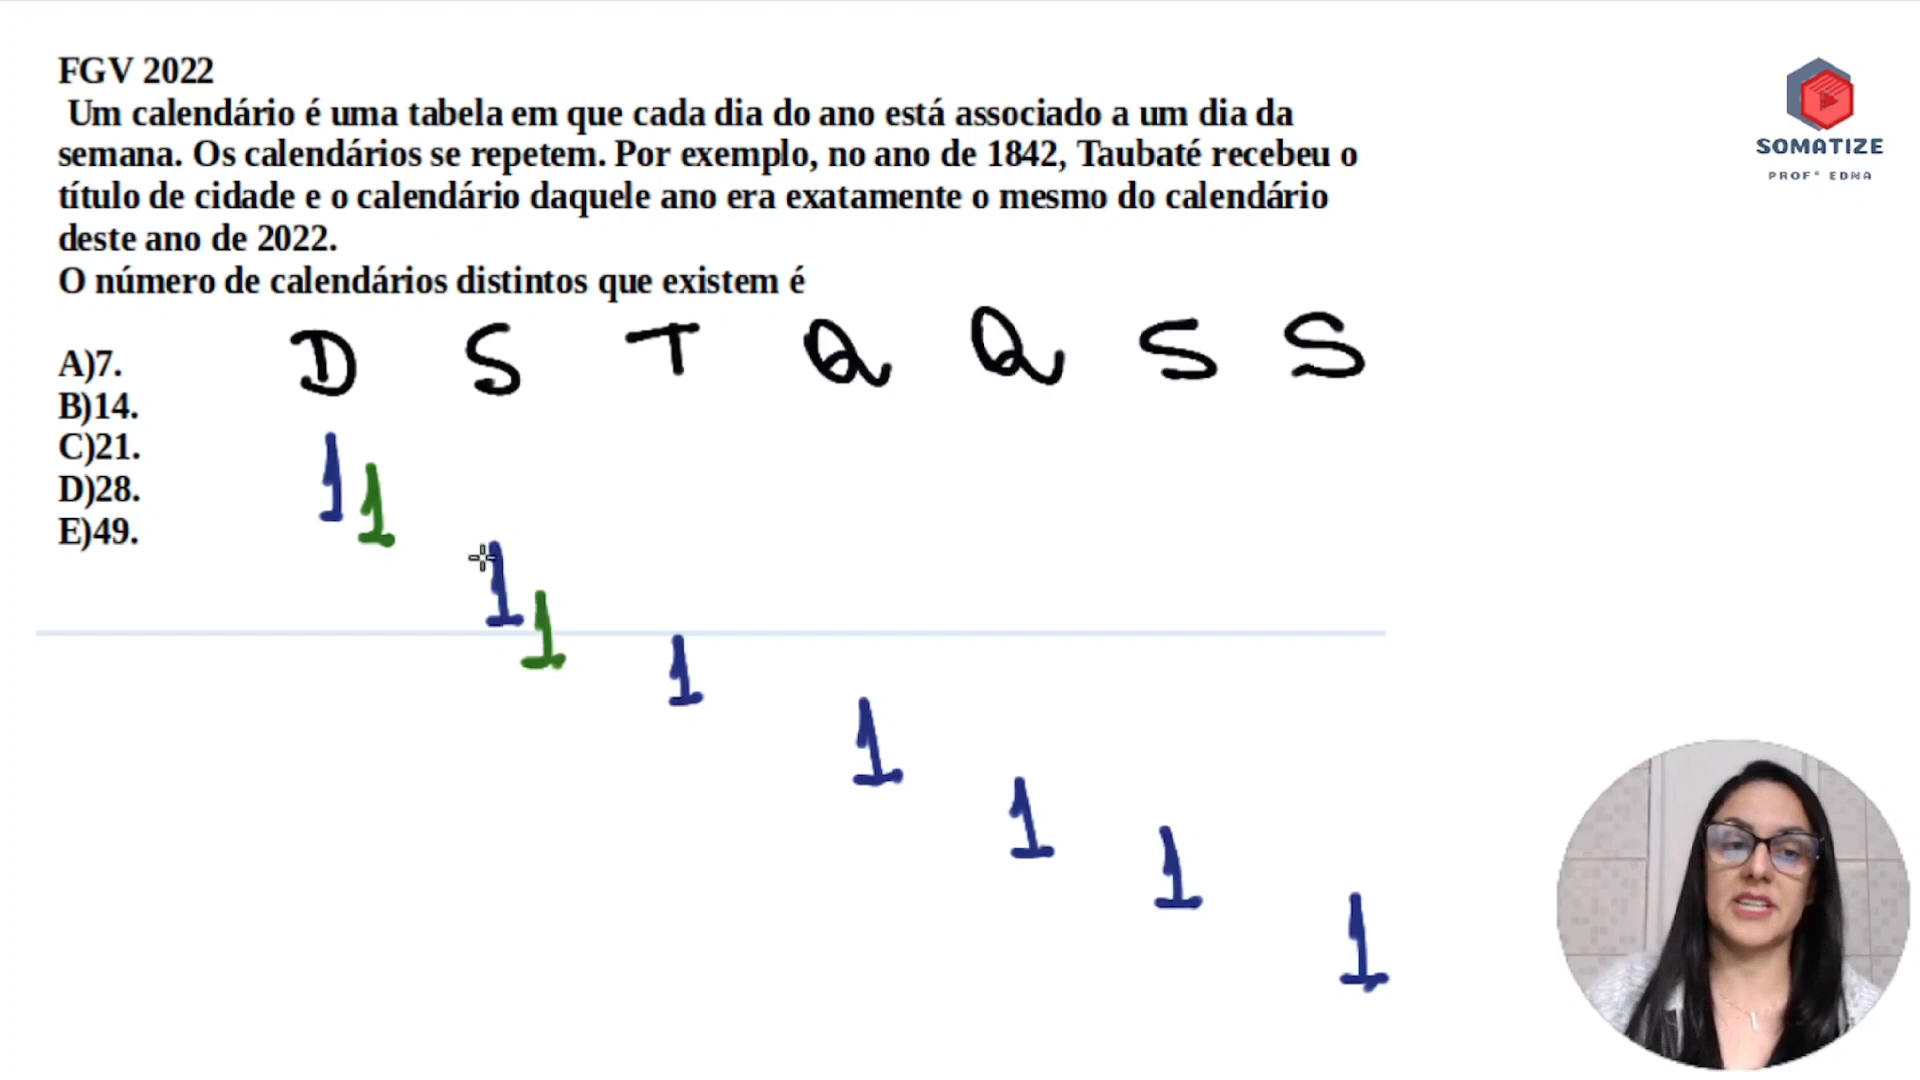 FGV 2022
Um calendário é uma tabela em que cada dia do ano está associado a um dia da
semana. Os calendários se repetem. Por exemplo, no ano de 1842, Taubaté recebeu o
título de cidade e o calendário daquele ano era exatamente o mesmo do calendário
deste ano de 2022.
O número de calendários distintos que existem é
D S T Q Q S S
A)7.
B)14.
C)21.
D)28.
E)49.
1 1
1 1
1
1
1
1
1
SOMATIZE
PROFª EDNA